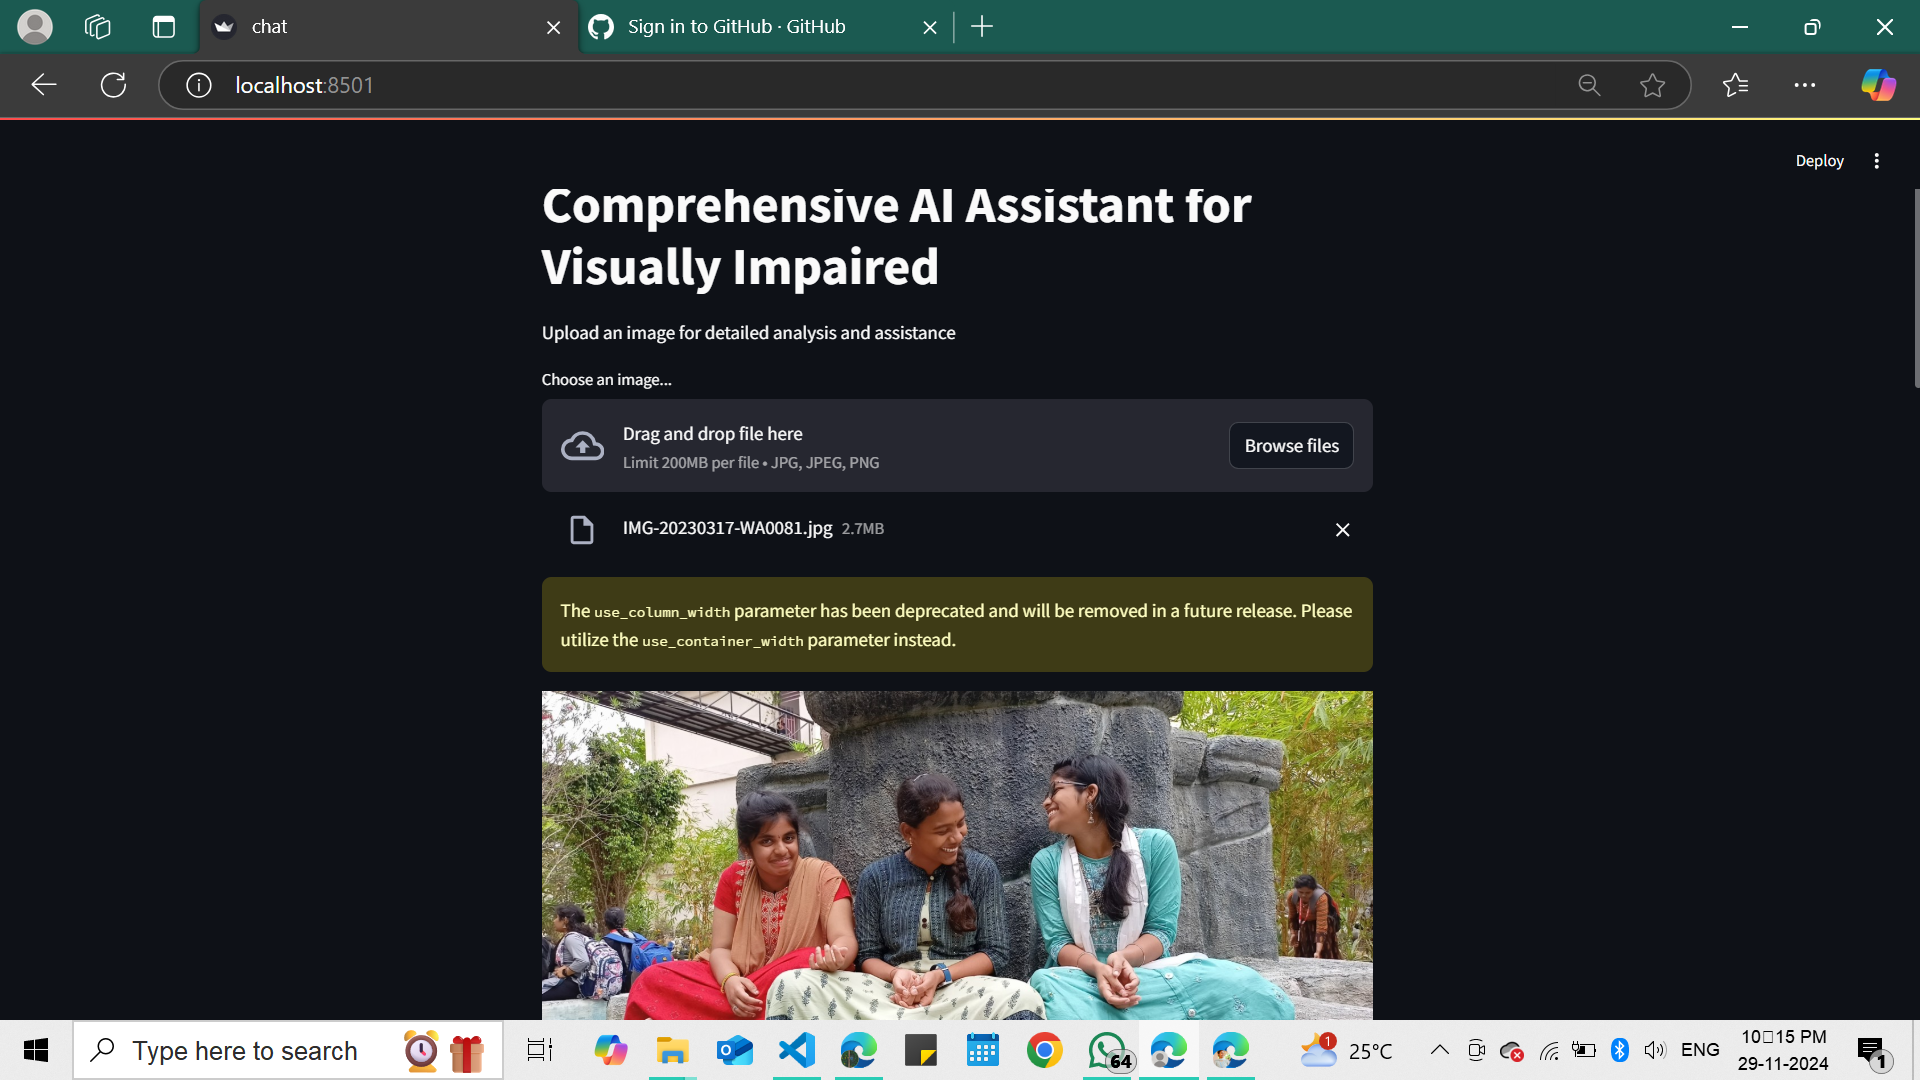 chat
Sign in to GitHub · GitHub
localhost:8501
Deploy
Comprehensive AI Assistant for
Visually Impaired
Upload an image for detailed analysis and assistance
Choose an image...
Drag and drop file here
Limit 200MB per file • JPG, JPEG, PNG
Browse files
IMG-20230317-WA0081.jpg 2.7MB
The use_column_width parameter has been deprecated and will be removed in a future release. Please
utilize the use_container_width parameter instead.
Type here to search
64
1
25°C
ENG
10□15 PM
29-11-2024
1